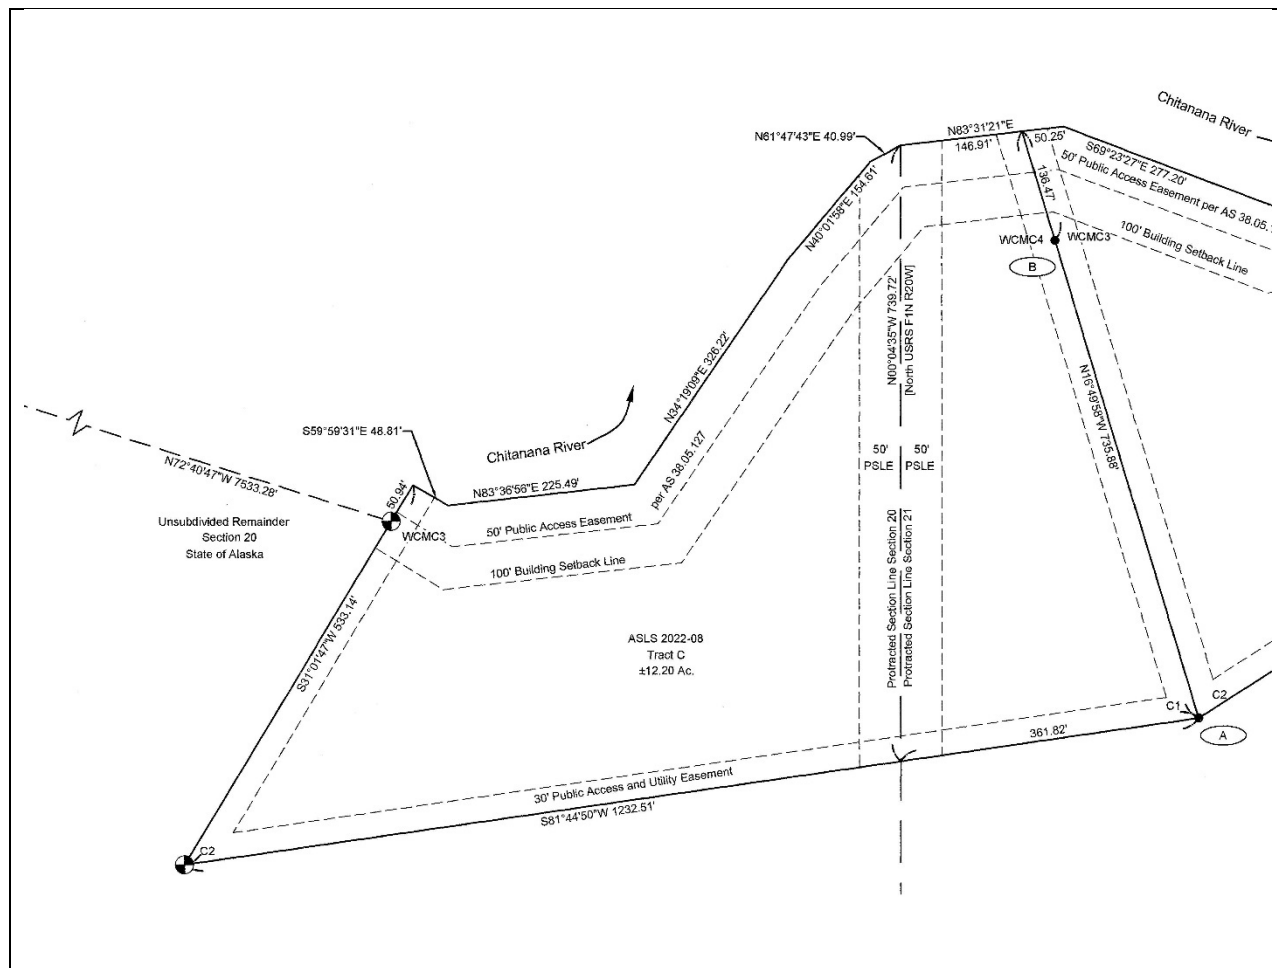 Chitanana River
N61°47'43"E 40.99'
N83°31'21"E
146.91'
50.25'
S69°23'27"E 277.20'
50' Public Access Easement per AS 38.05.1
136.47'
N40°01'58"E 154.61'
WCMC4
WCMC3
B
100' Building Setback Line
N00°04'35"W 739.72'
[North USRS F1N R20W]
N34°19'09"E 326.22'
N16°49'58"W 735.88'
S59°59'31"E 48.81'
Chitanana River
N72°40'47"W 7533.28'
50.94'
N83°36'56"E 225.49'
per AS 38.05.127
50' PSLE
50' PSLE
Unsubdivided Remainder
Section 20
State of Alaska
WCMC3
50' Public Access Easement
100' Building Setback Line
Protracted Section Line Section 20
Protracted Section Line Section 21
S31°01'47"W 533.14'
ASLS 2022-08
Tract C
±12.20 Ac.
C1
C2
A
361.82'
30' Public Access and Utility Easement
S81°44'50"W 1232.51'
C2